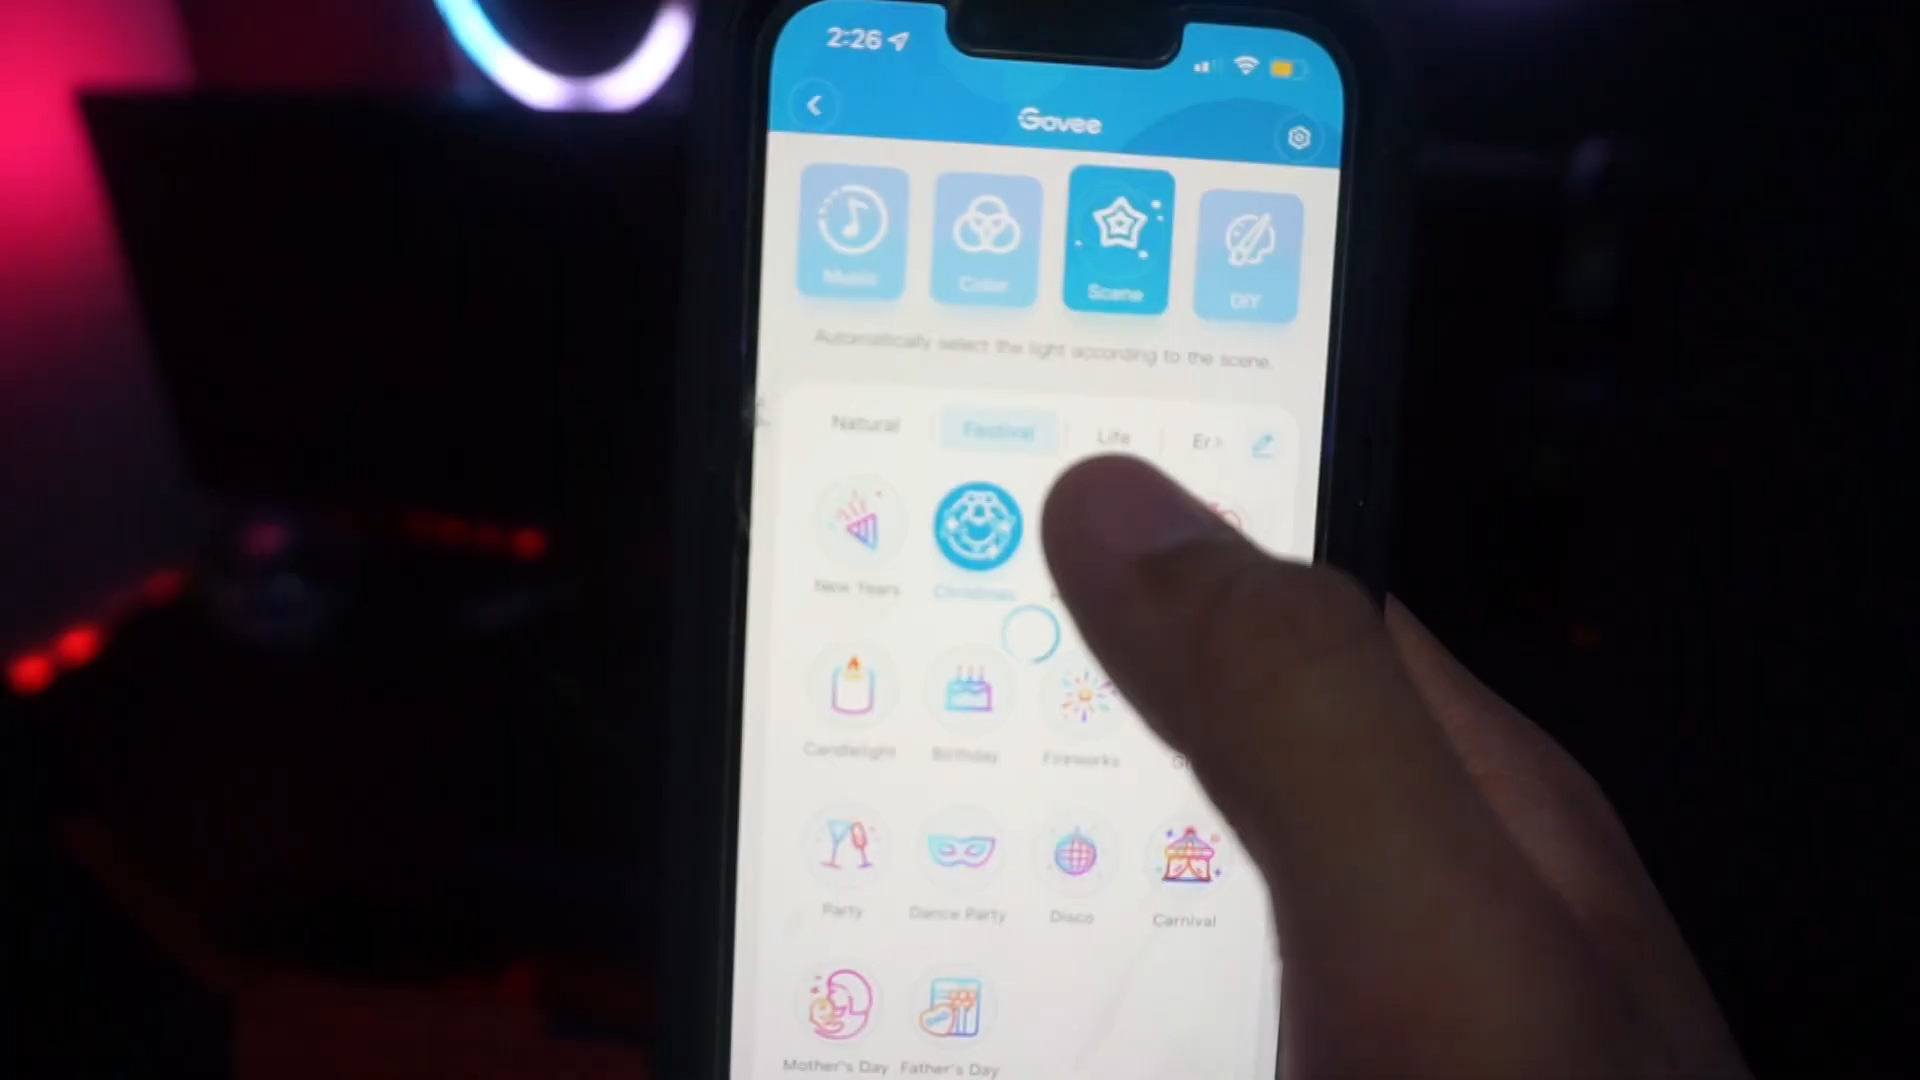 2:26
Govee
Music Color Scene DIY
Automatically select the light according to the scene.
Natural Festival Life Er>
New Years Christmas
Candlelight Birthday Fireworks
Party Dance Party Disco Carnival
Mother's Day Father's Day